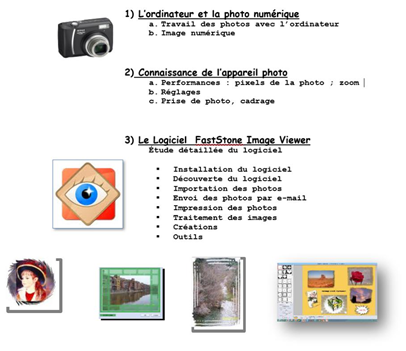 1) L'ordinateur et la photo numérique
a. Travail des photos avec l'ordinateur
b. Image numérique
2) Connaissance de l'appareil photo
a. Performances : pixels de la photo ; zoom
b. Réglages
c. Prise de photo, cadrage
3) Le Logiciel FastStone Image Viewer
Étude détaillée du logiciel
▪ Installation du logiciel
▪ Découverte du logiciel
▪ Importation des photos
▪ Envoi des photos par e-mail
▪ Impression des photos
▪ Traitement des images
▪ Créations
▪ Outils